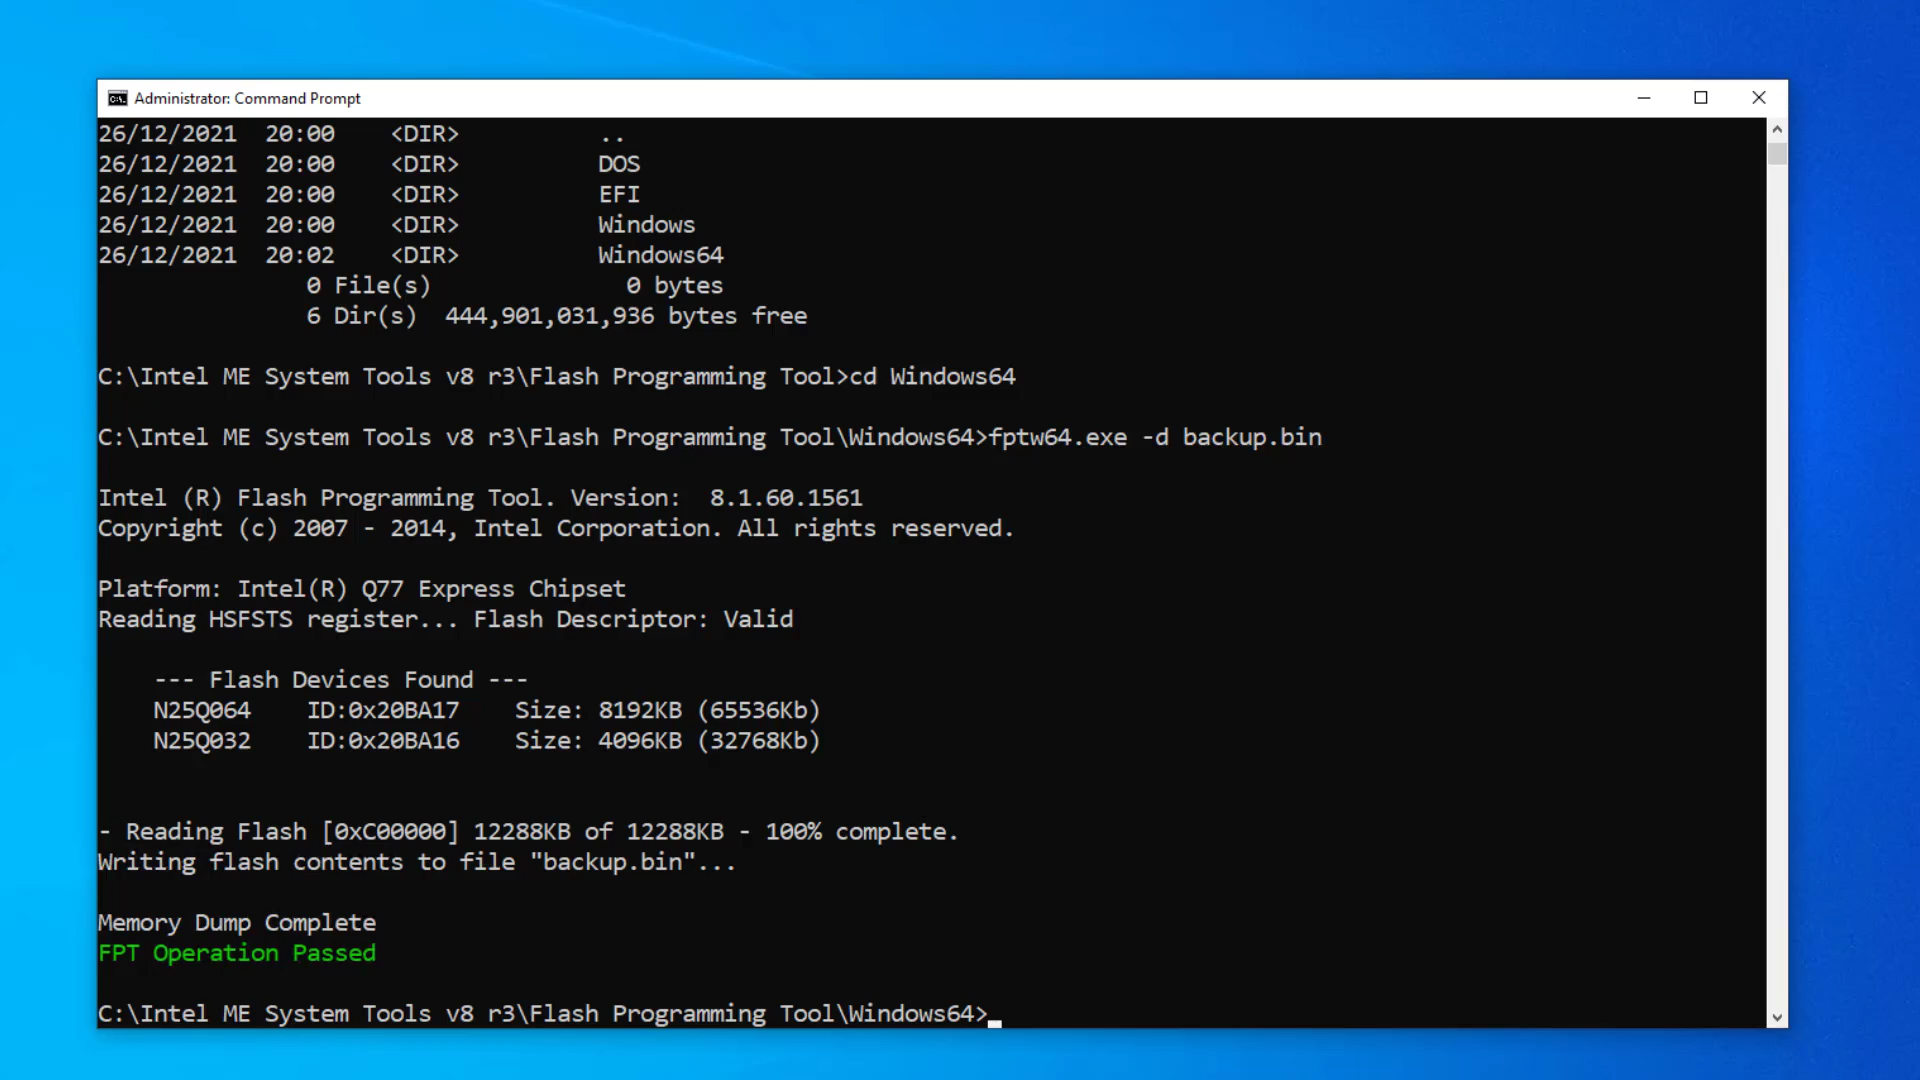 Administrator: Command Prompt
26/12/2021  20:00    <DIR>          ..
26/12/2021  20:00    <DIR>          DOS
26/12/2021  20:00    <DIR>          EFI
26/12/2021  20:00    <DIR>          Windows
26/12/2021  20:02    <DIR>          Windows64
               0 File(s)              0 bytes
               6 Dir(s)  444,901,031,936 bytes free
C:\Intel ME System Tools v8 r3\Flash Programming Tool>cd Windows64
C:\Intel ME System Tools v8 r3\Flash Programming Tool\Windows64>fptw64.exe -d backup.bin
Intel (R) Flash Programming Tool. Version:  8.1.60.1561
Copyright (c) 2007 - 2014, Intel Corporation. All rights reserved.
Platform: Intel(R) Q77 Express Chipset
Reading HSFSTS register... Flash Descriptor: Valid
    --- Flash Devices Found ---
    N25Q064    ID:0x20BA17    Size: 8192KB (65536Kb)
    N25Q032    ID:0x20BA16    Size: 4096KB (32768Kb)
- Reading Flash [0xC00000] 12288KB of 12288KB - 100% complete.
Writing flash contents to file "backup.bin"...
Memory Dump Complete
FPT Operation Passed
C:\Intel ME System Tools v8 r3\Flash Programming Tool\Windows64>